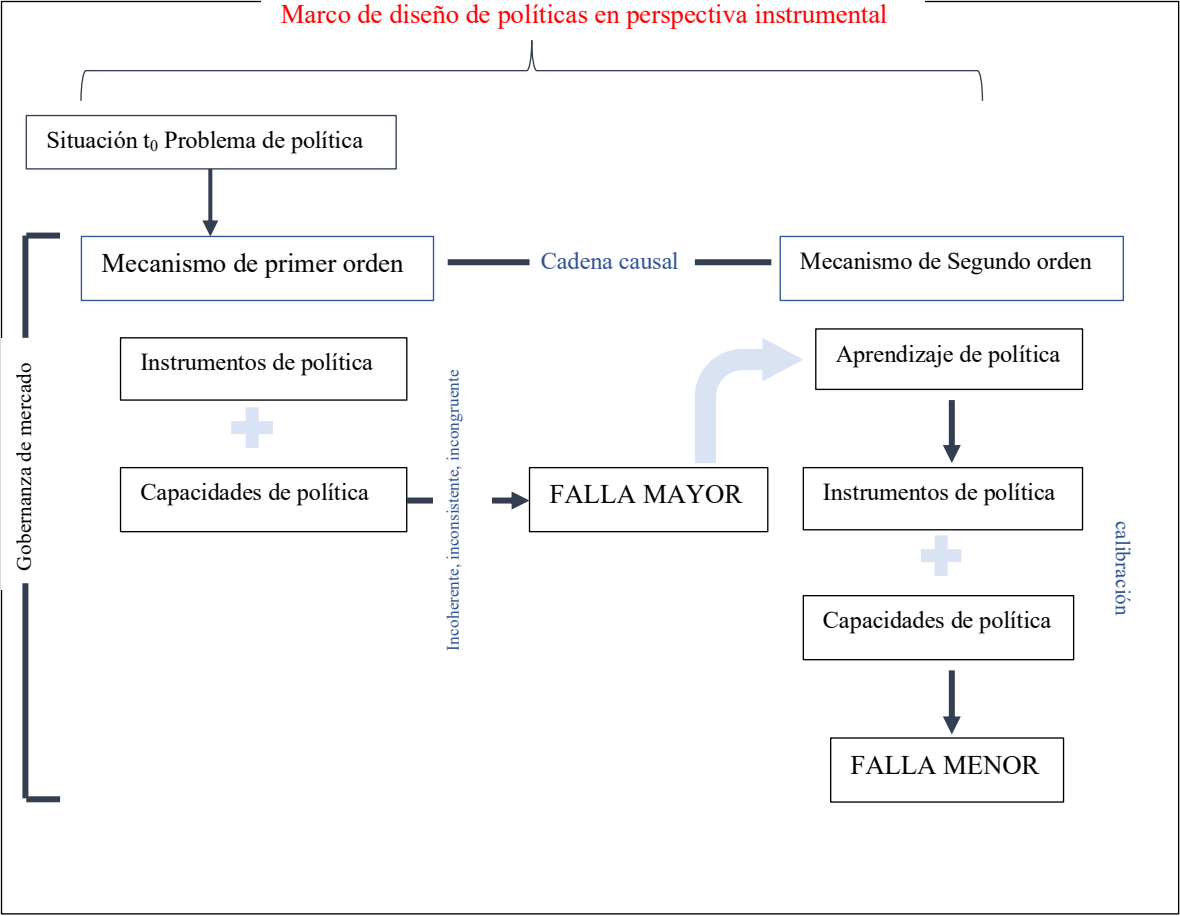 Marco de diseño de políticas en perspectiva instrumental
Situación t₀ Problema de política
Mecanismo de primer orden
Cadena causal
Mecanismo de Segundo orden
Gobernanza de mercado
Instrumentos de política
Capacidades de política
Incoherente, inconsistente, incongruente
FALLA MAYOR
Aprendizaje de política
Instrumentos de política
calibración
Capacidades de política
FALLA MENOR